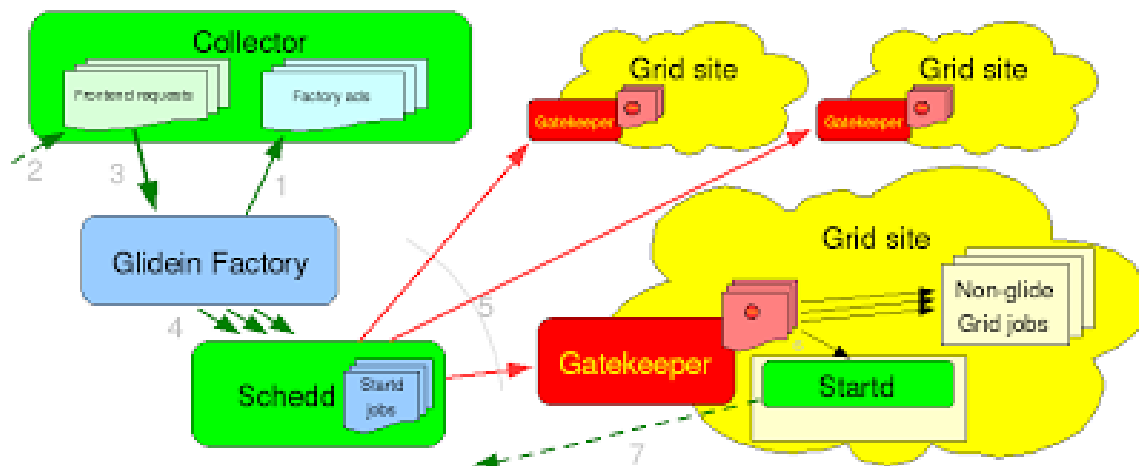 Collector
Frontend requests
Factory ads
2
3
1
Glidein Factory
4
Schedd
Startd
jobs
5
Grid site
Gatekeeper
Grid site
Gatekeeper
Grid site
Non-glide
Grid jobs
Gatekeeper
Startd
7